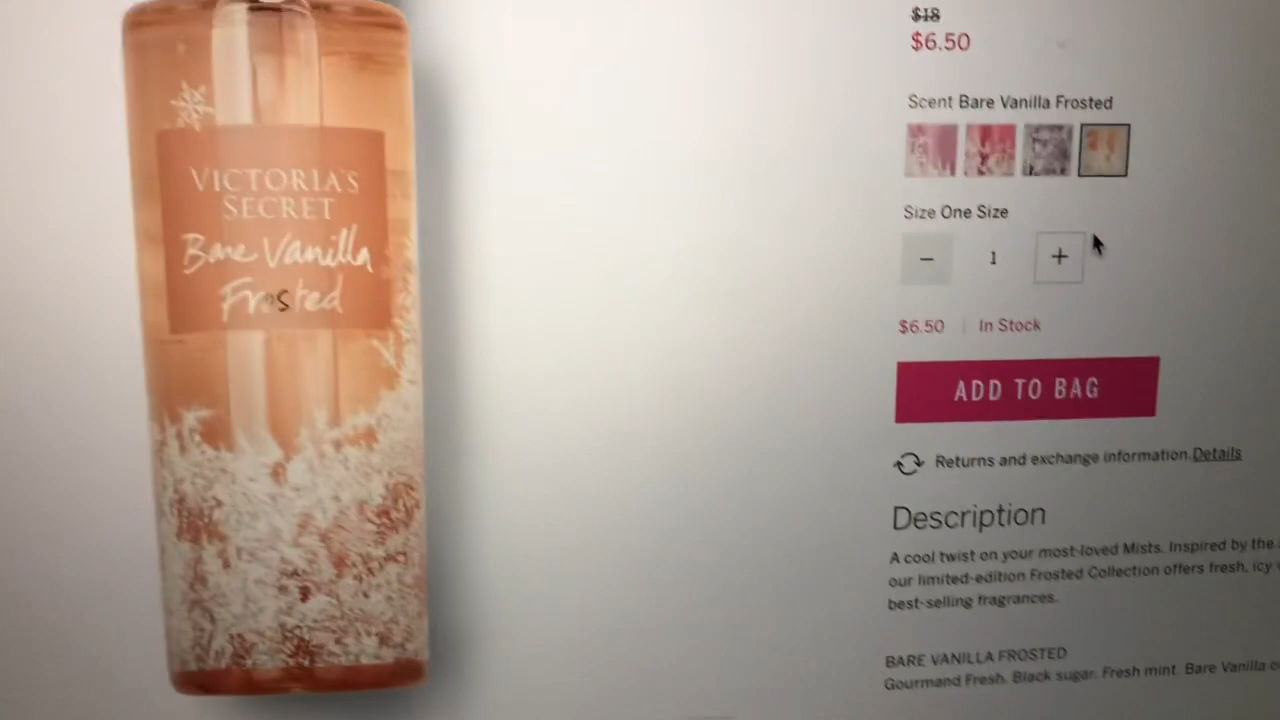 VICTORIA'S
SECRET
Bare Vanilla
Frosted
$18
$6.50
Scent Bare Vanilla Frosted
Size One Size
− 1 +
$6.50 | In Stock
ADD TO BAG
Returns and exchange information. Details
Description
A cool twist on your most-loved Mists. Inspired by the
our limited-edition Frosted Collection offers fresh, icy
best-selling fragrances.
BARE VANILLA FROSTED
Gourmand Fresh. Black sugar. Fresh mint. Bare Vanilla